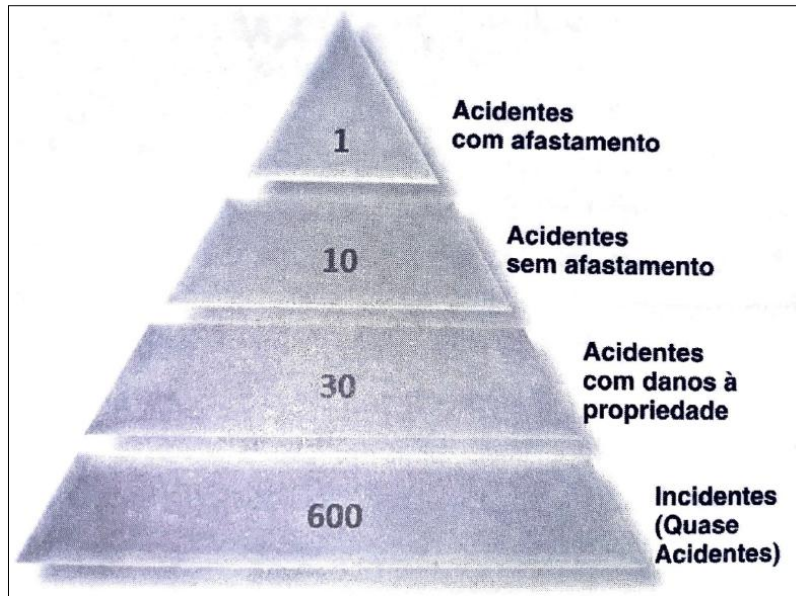 1
Acidentes
com afastamento
10
Acidentes
sem afastamento
30
Acidentes
com danos à
propriedade
600
Incidentes
(Quase
Acidentes)